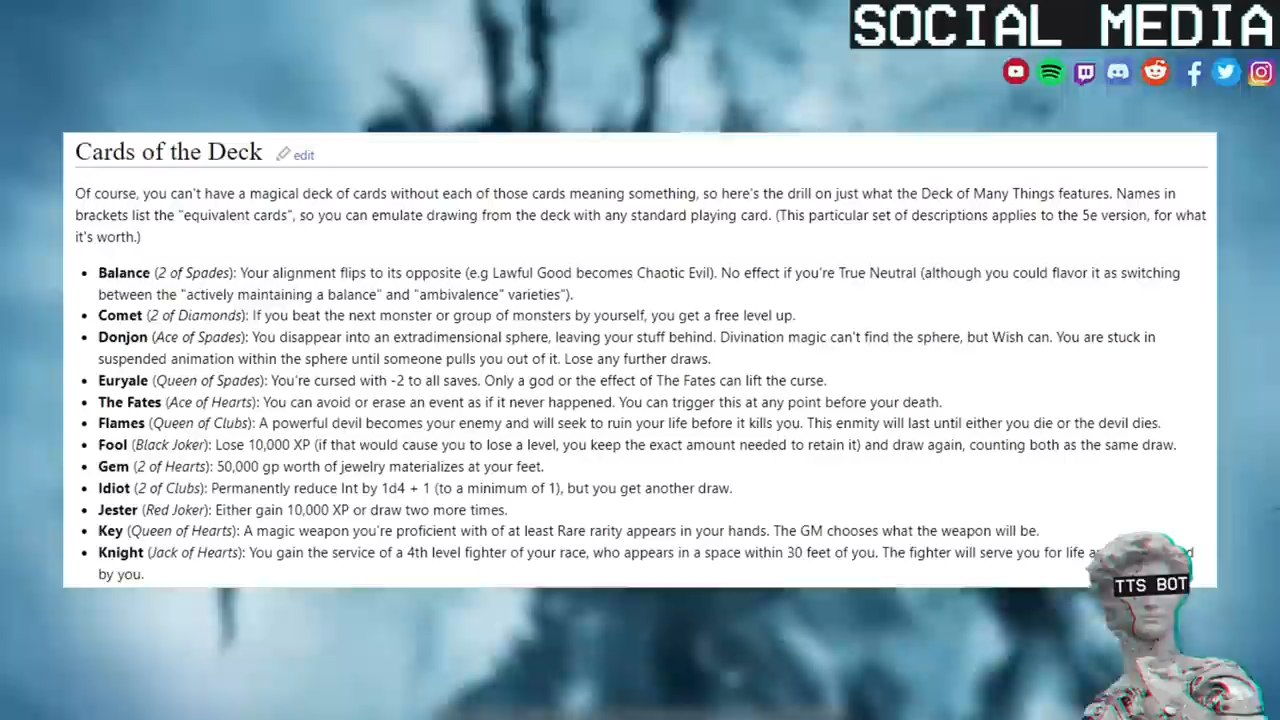 SOCIAL MEDIA
Cards of the Deck edit
Of course, you can't have a magical deck of cards without each of those cards meaning something, so here's the drill on just what the Deck of Many Things features. Names in
brackets list the "equivalent cards", so you can emulate drawing from the deck with any standard playing card. (This particular set of descriptions applies to the 5e version, for what
it's worth.)
• Balance (2 of Spades): Your alignment flips to its opposite (e.g Lawful Good becomes Chaotic Evil). No effect if you're True Neutral (although you could flavor it as switching
between the "actively maintaining a balance" and "ambivalence" varieties").
• Comet (2 of Diamonds): If you beat the next monster or group of monsters by yourself, you get a free level up.
• Donjon (Ace of Spades): You disappear into an extradimensional sphere, leaving your stuff behind. Divination magic can't find the sphere, but Wish can. You are stuck in
suspended animation within the sphere until someone pulls you out of it. Lose any further draws.
• Euryale (Queen of Spades): You're cursed with -2 to all saves. Only a god or the effect of The Fates can lift the curse.
• The Fates (Ace of Hearts): You can avoid or erase an event as if it never happened. You can trigger this at any point before your death.
• Flames (Queen of Clubs): A powerful devil becomes your enemy and will seek to ruin your life before it kills you. This enmity will last until either you die or the devil dies.
• Fool (Black Joker): Lose 10,000 XP (if that would cause you to lose a level, you keep the exact amount needed to retain it) and draw again, counting both as the same draw.
• Gem (2 of Hearts): 50,000 gp worth of jewelry materializes at your feet.
• Idiot (2 of Clubs): Permanently reduce Int by 1d4 + 1 (to a minimum of 1), but you get another draw.
• Jester (Red Joker): Either gain 10,000 XP or draw two more times.
• Key (Queen of Hearts): A magic weapon you're proficient with of at least Rare rarity appears in your hands. The GM chooses what the weapon will be.
• Knight (Jack of Hearts): You gain the service of a 4th level fighter of your race, who appears in a space within 30 feet of you. The fighter will serve you for life
by you.
TTS BOT